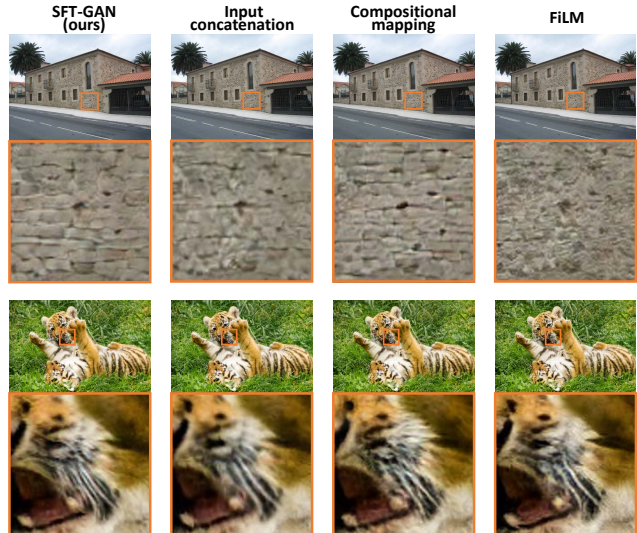 SFT-GAN
(ours)
Input
concatenation
Compositional
mapping
FiLM